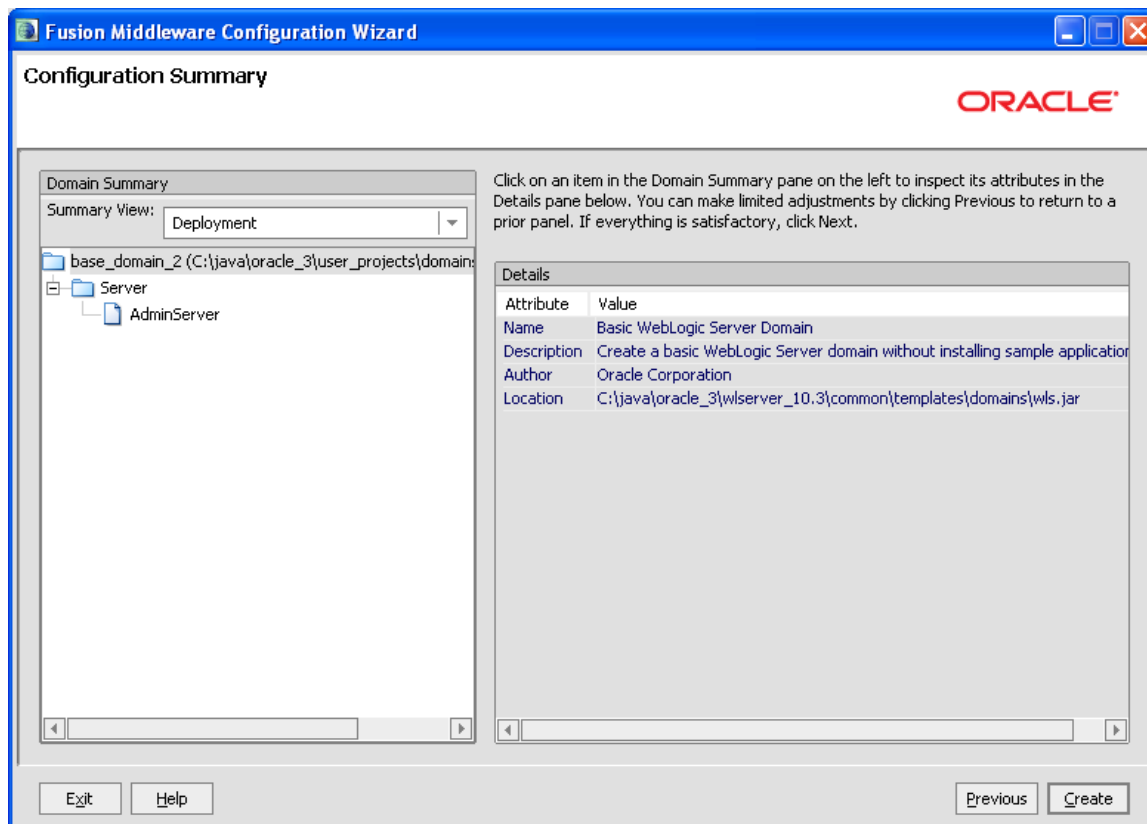 Fusion Middleware Configuration Wizard
Configuration Summary
ORACLE
Domain Summary
Summary View: Deployment
base_domain_2 (C:\java\oracle_3\user_projects\domains
Server
AdminServer
Click on an item in the Domain Summary pane on the left to inspect its attributes in the
Details pane below. You can make limited adjustments by clicking Previous to return to a
prior panel. If everything is satisfactory, click Next.
Details
Attribute Value
Name Basic WebLogic Server Domain
Description Create a basic WebLogic Server domain without installing sample application
Author Oracle Corporation
Location C:\java\oracle_3\wlserver_10.3\common\templates\domains\wls.jar
Exit Help Previous Create